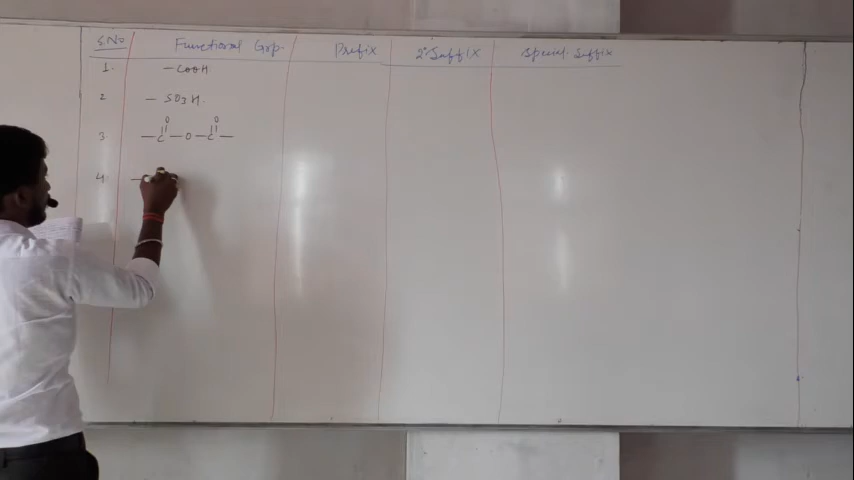 S.No Functional Grp. Prefix 2° Suffix Special Suffix
1. -COOH
2 - SO3H.
O O
3. -C-O-C-
4. -